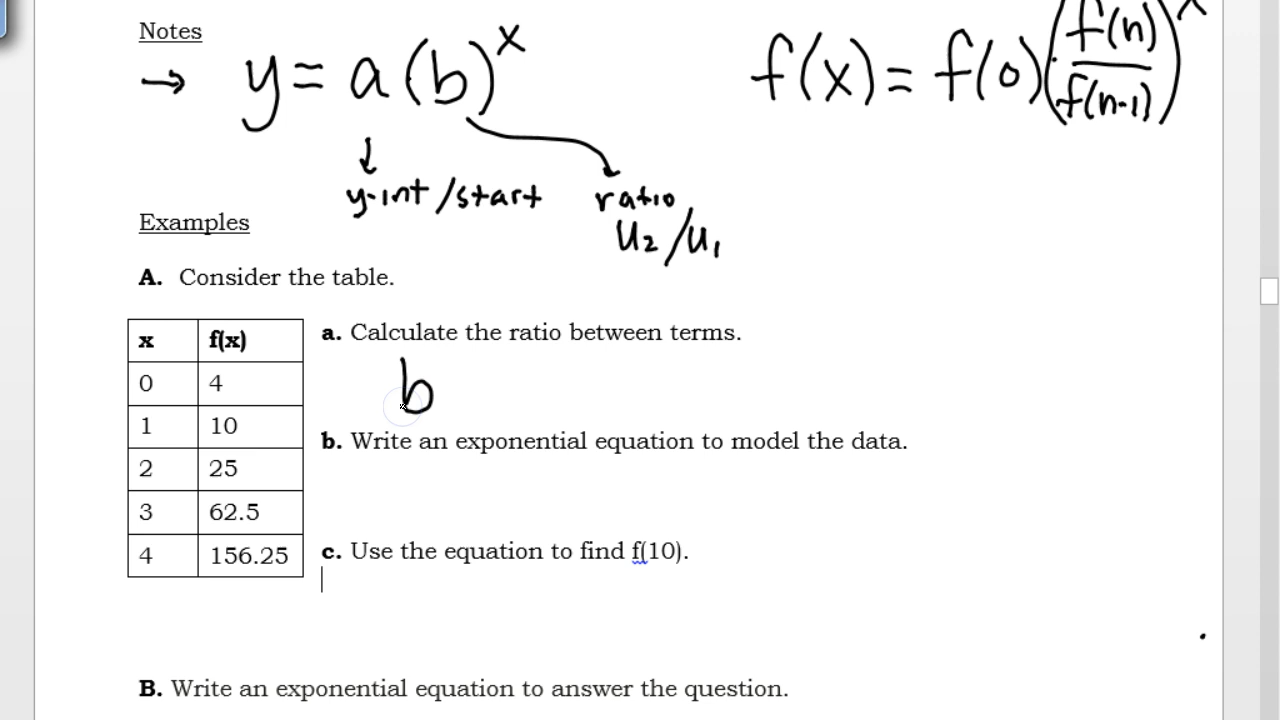 Notes
→ y = a(b)^x
f(x) = f(0)(f(n)/f(n-1))^x
↓
y-int/start
ratio
u₂/u₁
Examples
A. Consider the table.
x f(x)
0 4
1 10
2 25
3 62.5
4 156.25
a. Calculate the ratio between terms.
b
b. Write an exponential equation to model the data.
c. Use the equation to find f(10).
B. Write an exponential equation to answer the question.